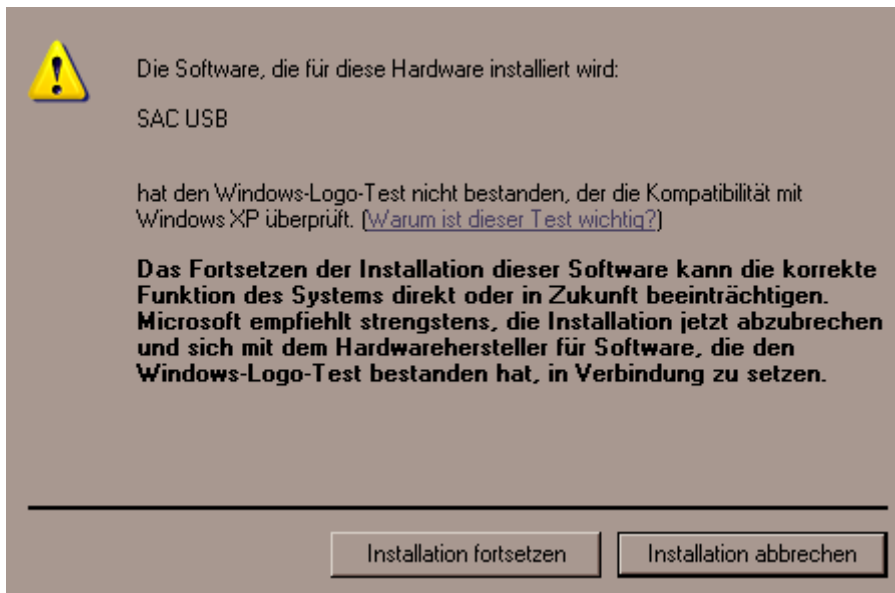 Die Software, die für diese Hardware installiert wird:
SAC USB
hat den Windows-Logo-Test nicht bestanden, der die Kompatibilität mit
Windows XP überprüft. (Warum ist dieser Test wichtig?)
Das Fortsetzen der Installation dieser Software kann die korrekte
Funktion des Systems direkt oder in Zukunft beeinträchtigen.
Microsoft empfiehlt strengstens, die Installation jetzt abzubrechen
und sich mit dem Hardwarehersteller für Software, die den
Windows-Logo-Test bestanden hat, in Verbindung zu setzen.
Installation fortsetzen
Installation abbrechen